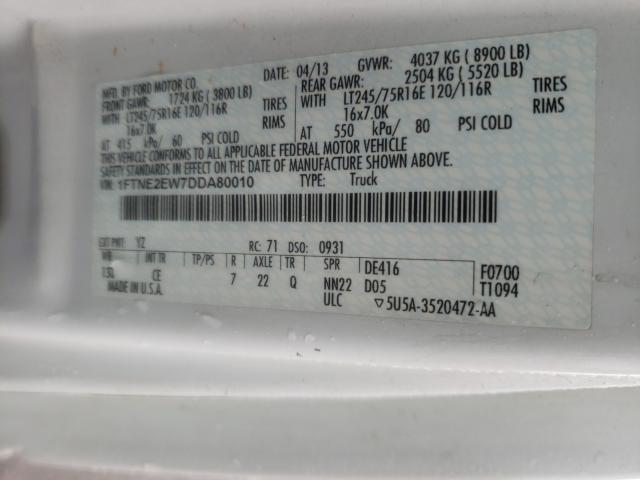 MFD. BY FORD MOTOR CO. DATE: 04/13 GVWR: 4037 KG ( 8900 LB)
FRONT GAWR: 1724 KG ( 3800 LB) REAR GAWR: 2504 KG ( 5520 LB)
WITH LT245/75R16E 120/116R TIRES WITH LT245/75R16E 120/116R TIRES
16x7.0K RIMS 16x7.0K RIMS
AT 415 kPa/ 60 PSI COLD AT 550 kPa/ 80 PSI COLD
THIS VEHICLE CONFORMS TO ALL APPLICABLE FEDERAL MOTOR VEHICLE
SAFETY STANDARDS IN EFFECT ON THE DATE OF MANUFACTURE SHOWN ABOVE.
VIN: 1FTNE2EW7DDA80010 TYPE: Truck
EXT PNT: YZ RC: 71 DSO: 0931
WB INT TR TP/PS R AXLE TR SPR DE416 F0700
CE 7 22 Q NN22 D05 T1094
MADE IN U.S.A. ULC ▽5U5A-3520472-AA